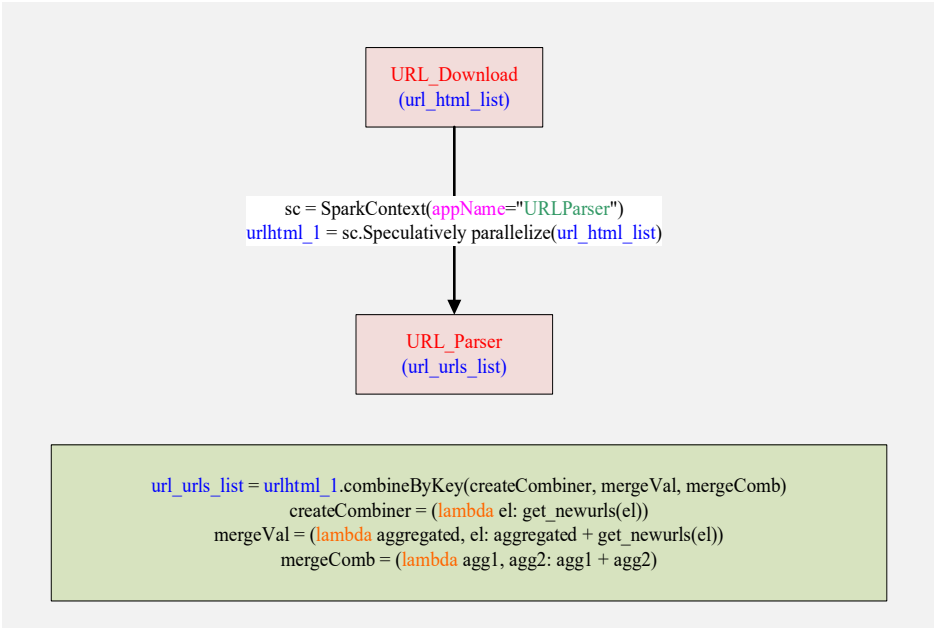 URL_Download
(url_html_list)
sc = SparkContext(appName="URLParser")
urlhtml_1 = sc.Speculatively parallelize(url_html_list)
URL_Parser
(url_urls_list)
url_urls_list = urlhtml_1.combineByKey(createCombiner, mergeVal, mergeComb)
createCombiner = (lambda el: get_newurls(el))
mergeVal = (lambda aggregated, el: aggregated + get_newurls(el))
mergeComb = (lambda agg1, agg2: agg1 + agg2)